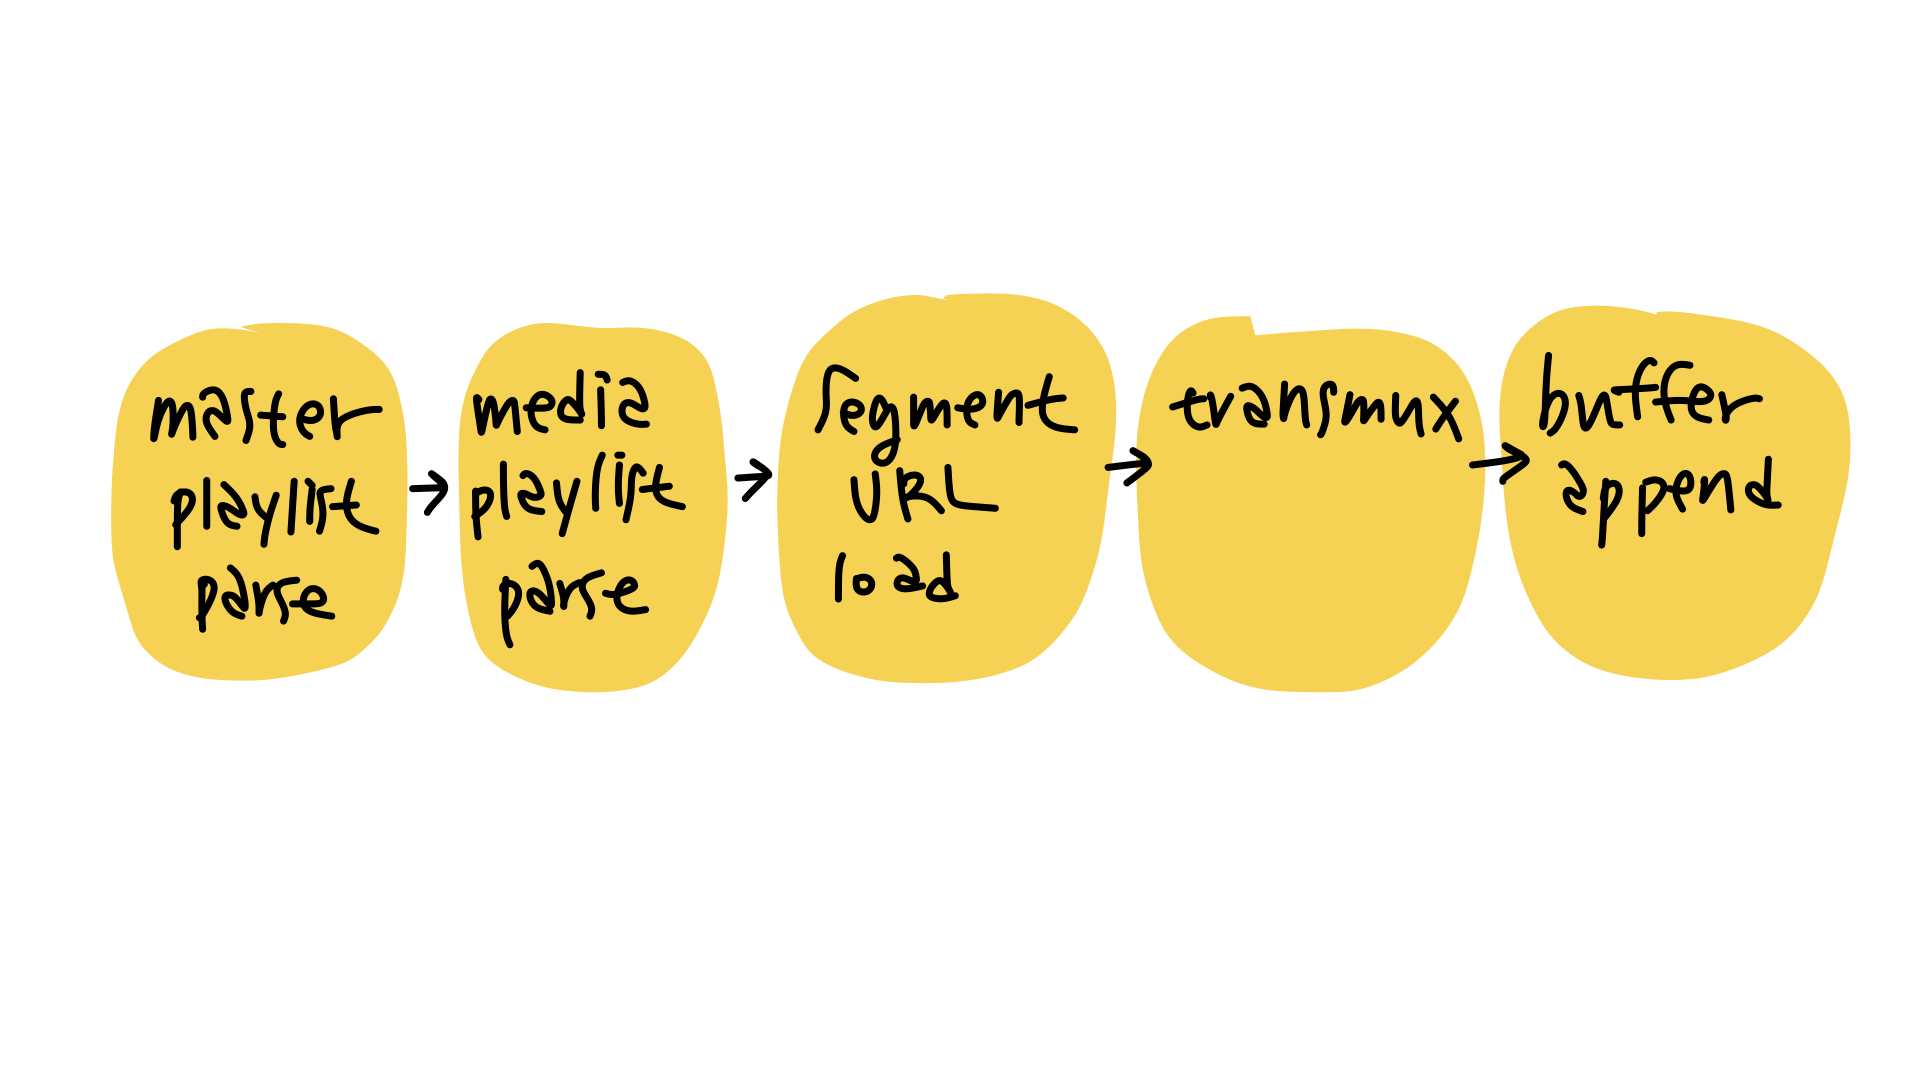 master
playlist
parse
media
playlist
parse
segment
URL
load
transmux
buffer
append